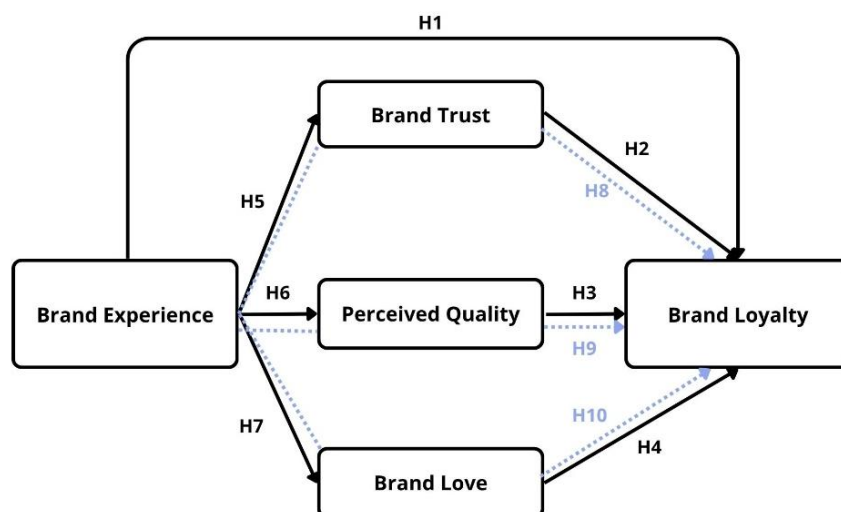 H1
Brand Trust
H2
H8
H5
Brand Experience
H6
Perceived Quality
H3
Brand Loyalty
H9
H7
H10
H4
Brand Love